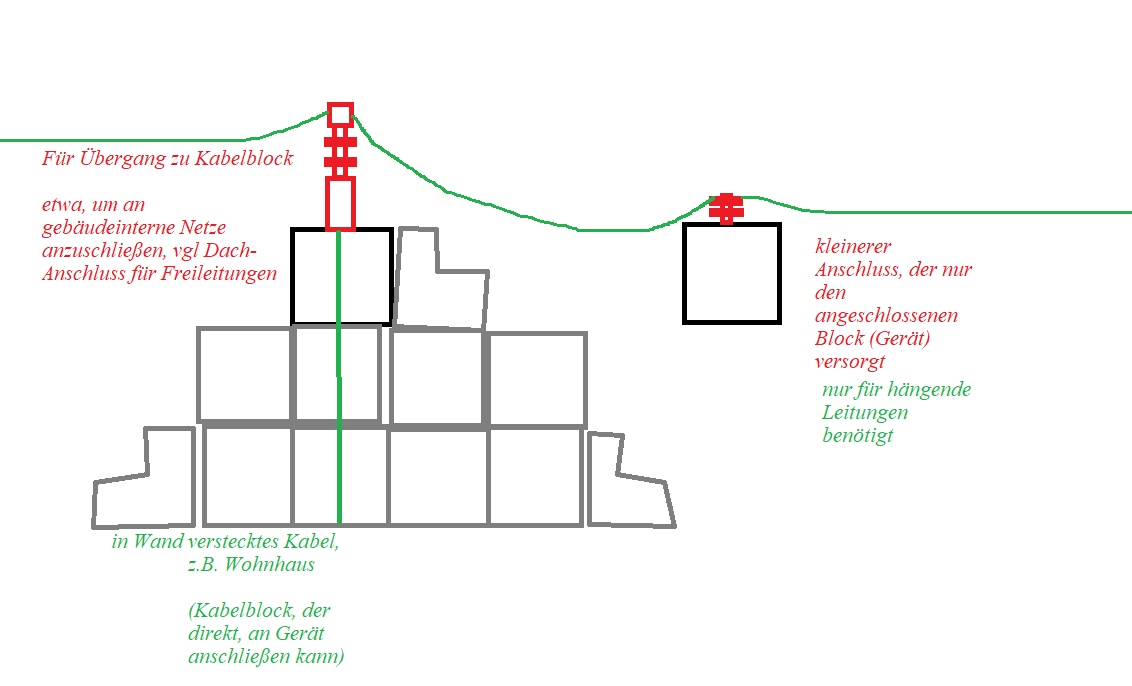 Für Übergang zu Kabelblock
etwa, um an
gebäudeinterne Netze
anzuschließen, vgl Dach-
Anschluss für Freileitungen
kleinerer
Anschluss, der nur
den
angeschlossenen
Block (Gerät)
versorgt
nur für hängende
Leitungen
benötigt
in Wand verstecktes Kabel,
z.B. Wohnhaus
(Kabelblock, der
direkt, an Gerät
anschließen kann)